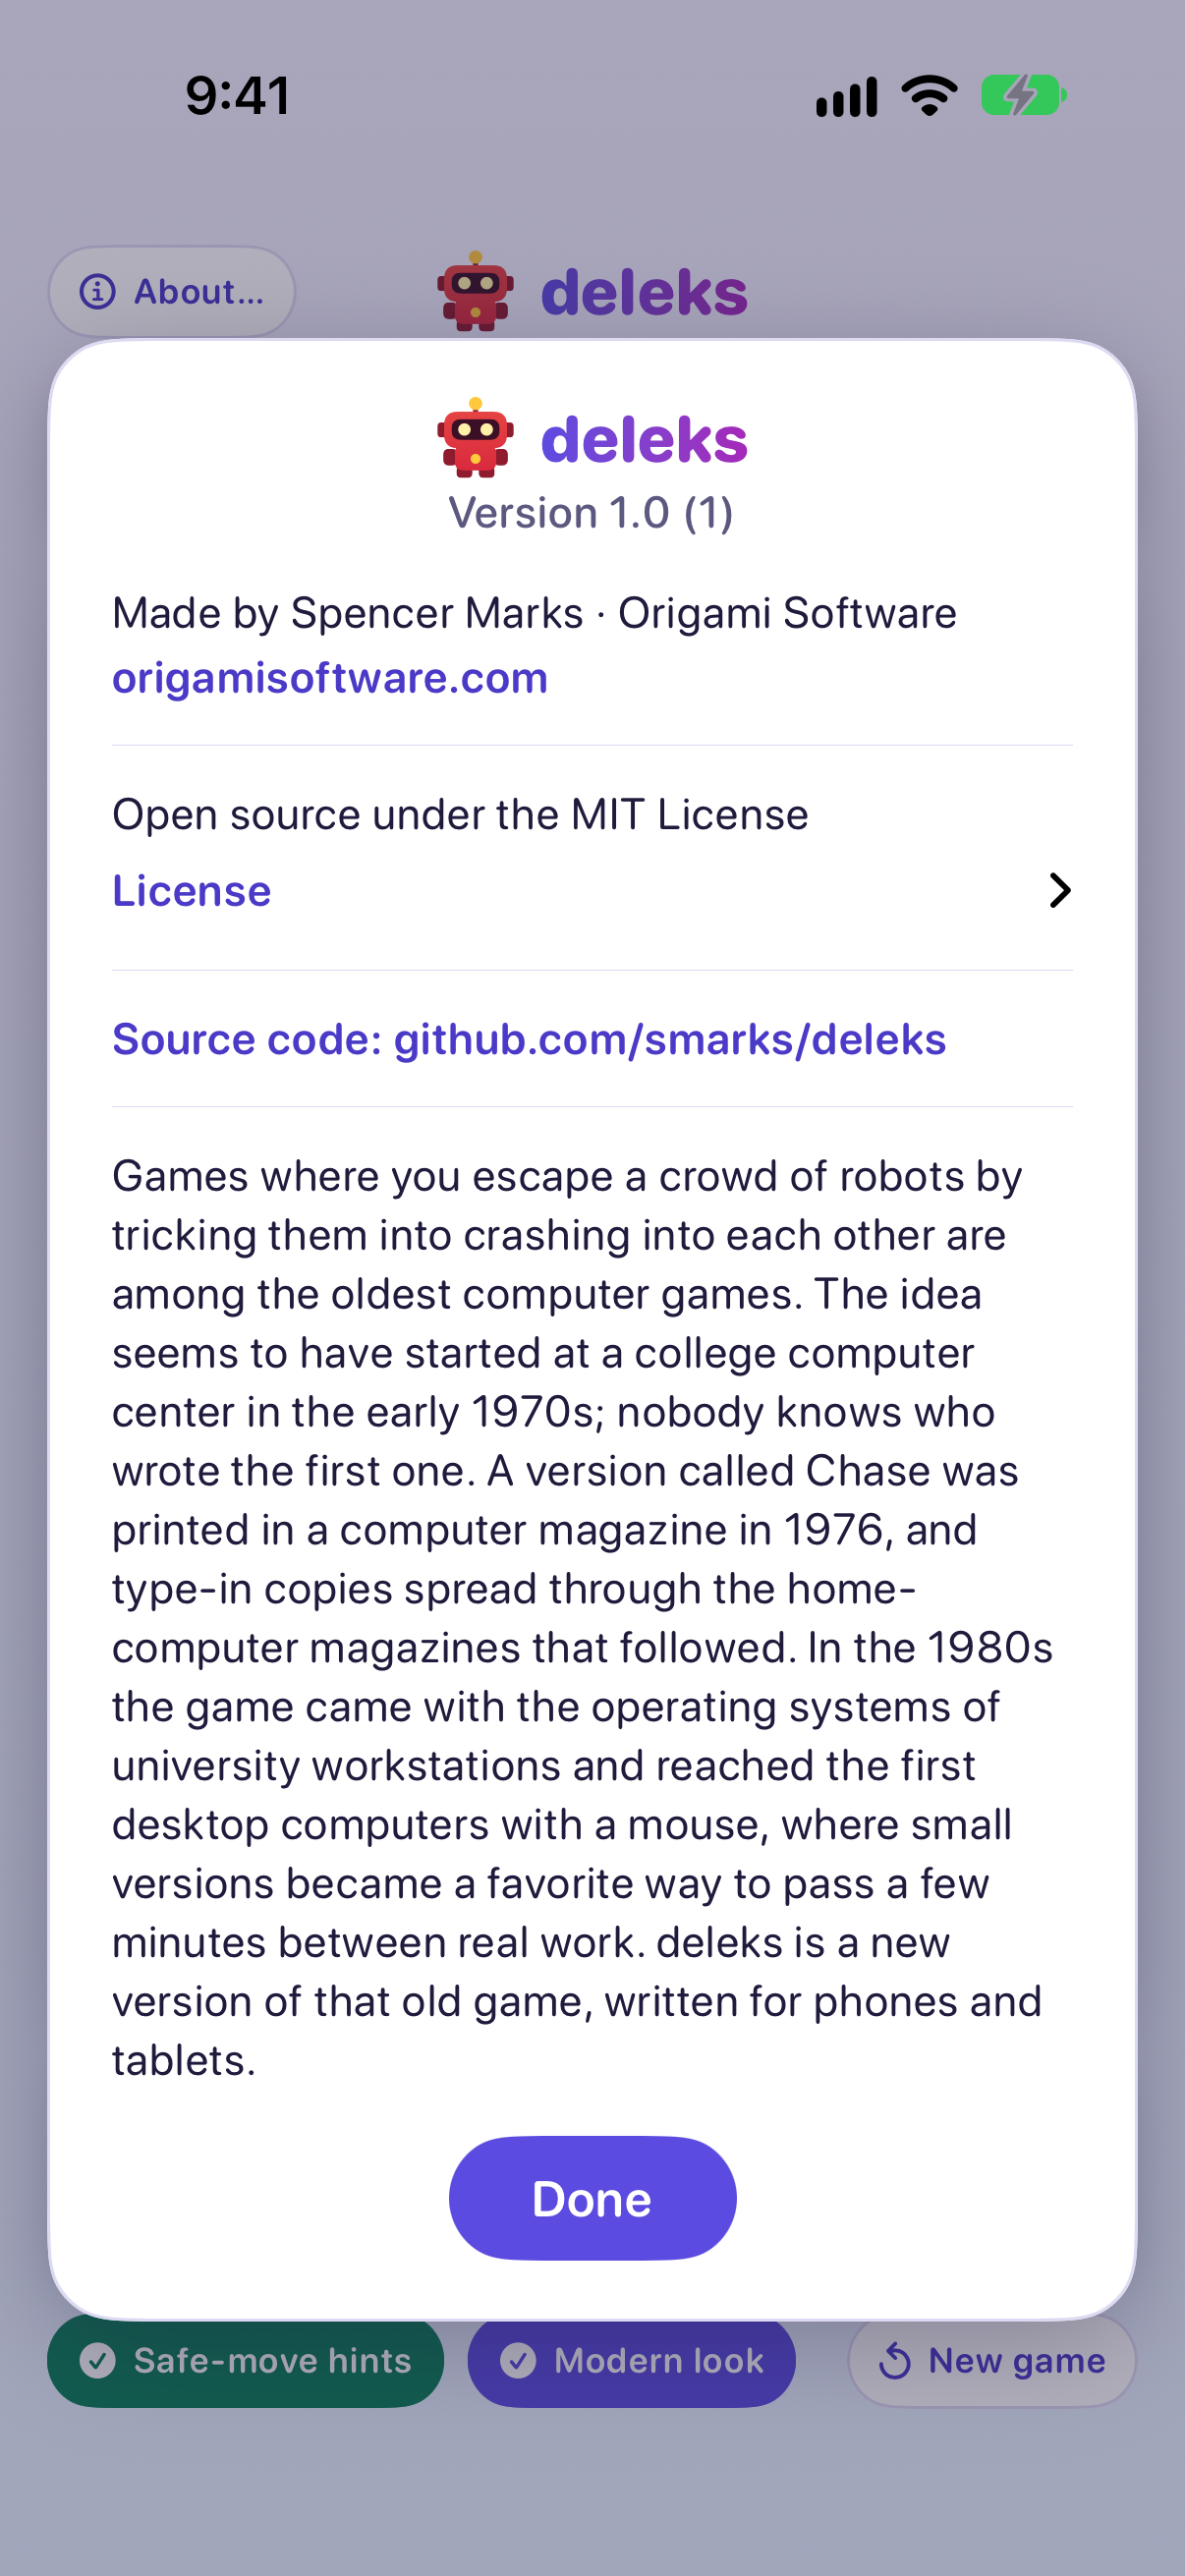 9:41
About...
deleks
deleks
Version 1.0 (1)
Made by Spencer Marks · Origami Software
origamisoftware.com
Open source under the MIT License
License
Source code: github.com/smarks/deleks
Games where you escape a crowd of robots by
tricking them into crashing into each other are
among the oldest computer games. The idea
seems to have started at a college computer
center in the early 1970s; nobody knows who
wrote the first one. A version called Chase was
printed in a computer magazine in 1976, and
type-in copies spread through the home-
computer magazines that followed. In the 1980s
the game came with the operating systems of
university workstations and reached the first
desktop computers with a mouse, where small
versions became a favorite way to pass a few
minutes between real work. deleks is a new
version of that old game, written for phones and
tablets.
Done
Safe-move hints
Modern look
New game